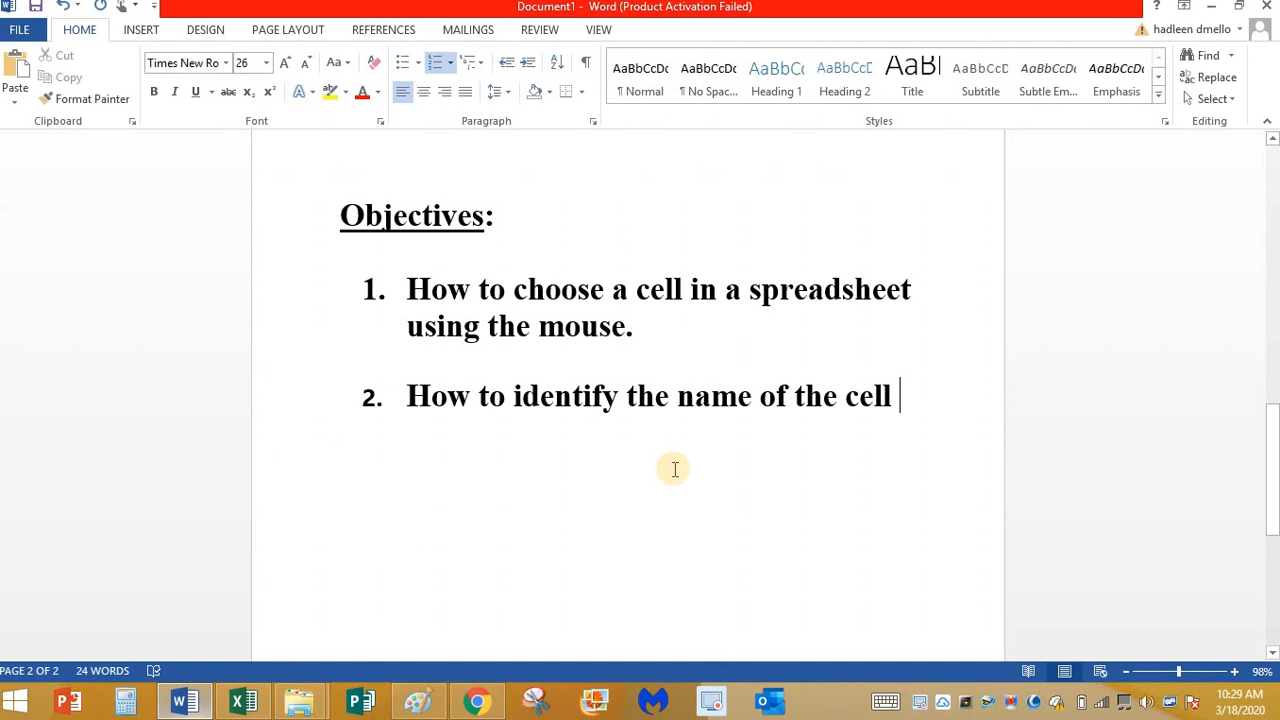 Document1 - Word (Product Activation Failed)
FILE HOME INSERT DESIGN PAGE LAYOUT REFERENCES MAILINGS REVIEW VIEW hadleen dmello
Cut
Copy
Format Painter
Paste
Clipboard
Times New Ro 26
Font
Paragraph
AaBbCcDc AaBbCcDc AaBbCc AaBbCcC AaBl AaBbCcC AaBbCcDc AaBbCcDc
¶ Normal ¶ No Spac... Heading 1 Heading 2 Title Subtitle Subtle Em... Emphasis
Styles
Find
Replace
Select
Editing
Objectives:
1. How to choose a cell in a spreadsheet
using the mouse.
2. How to identify the name of the cell
PAGE 2 OF 2 24 WORDS 98%
10:29 AM
3/18/2020